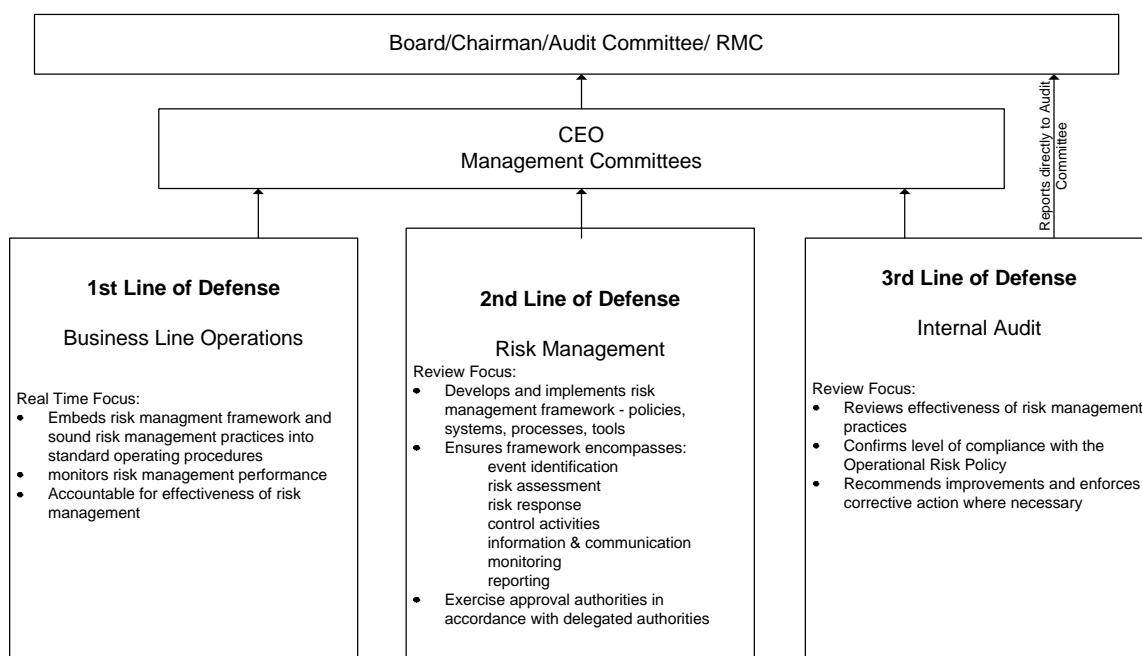 Board/Chairman/Audit Committee/ RMC
Reports directly to Audit
Committee
CEO
Management Committees
1st Line of Defense
Business Line Operations
Real Time Focus:
• Embeds risk managment framework and
sound risk management practices into
standard operating procedures
• monitors risk management performance
• Accountable for effectiveness of risk
management
2nd Line of Defense
Risk Management
Review Focus:
• Develops and implements risk
management framework - policies,
systems, processes, tools
• Ensures framework encompasses:
event identification
risk assessment
risk response
control activities
information & communication
monitoring
reporting
• Exercise approval authorities in
accordance with delegated authorities
3rd Line of Defense
Internal Audit
Review Focus:
• Reviews effectiveness of risk management
practices
• Confirms level of compliance with the
Operational Risk Policy
• Recommends improvements and enforces
corrective action where necessary